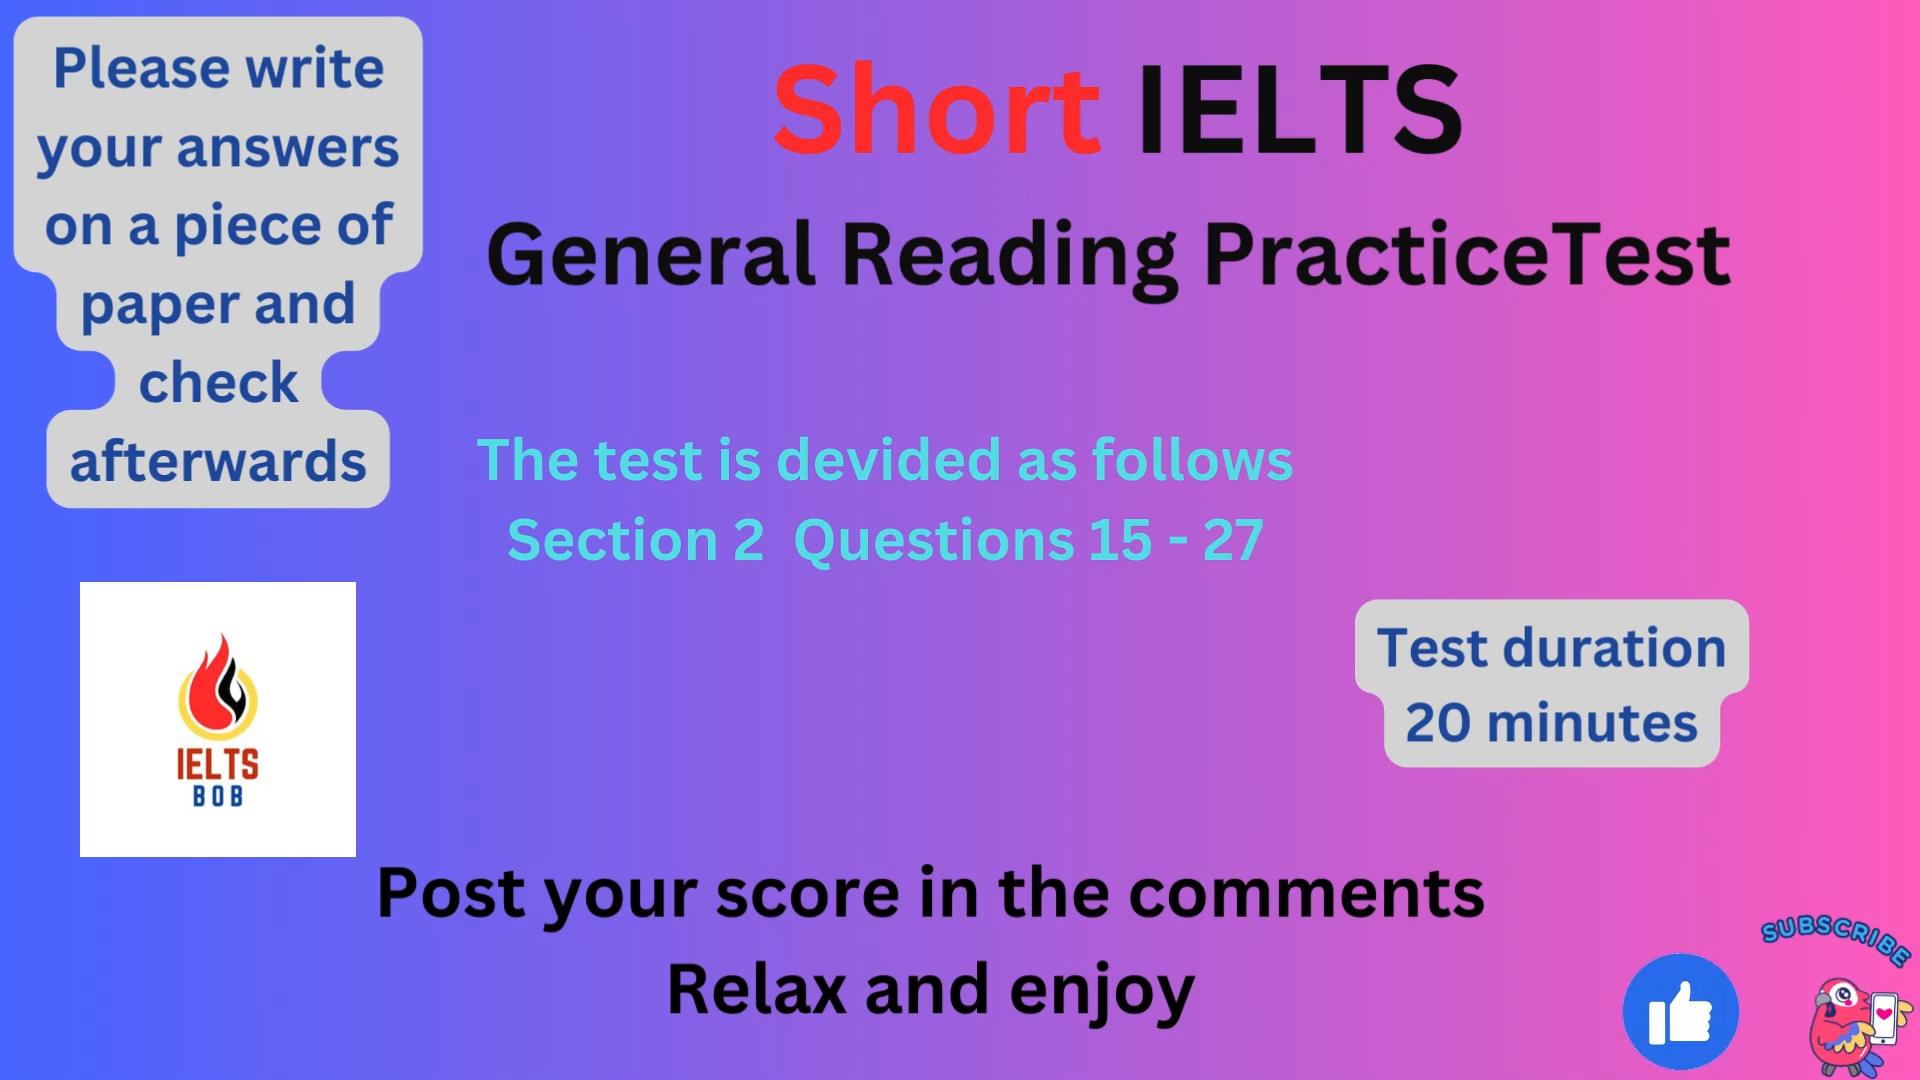 Please write
your answers
on a piece of
paper and
check
afterwards
Short IELTS
General Reading PracticeTest
The test is devided as follows
Section 2 Questions 15 - 27
IELTS
BOB
Test duration
20 minutes
Post your score in the comments
Relax and enjoy
SUBSCRIBE